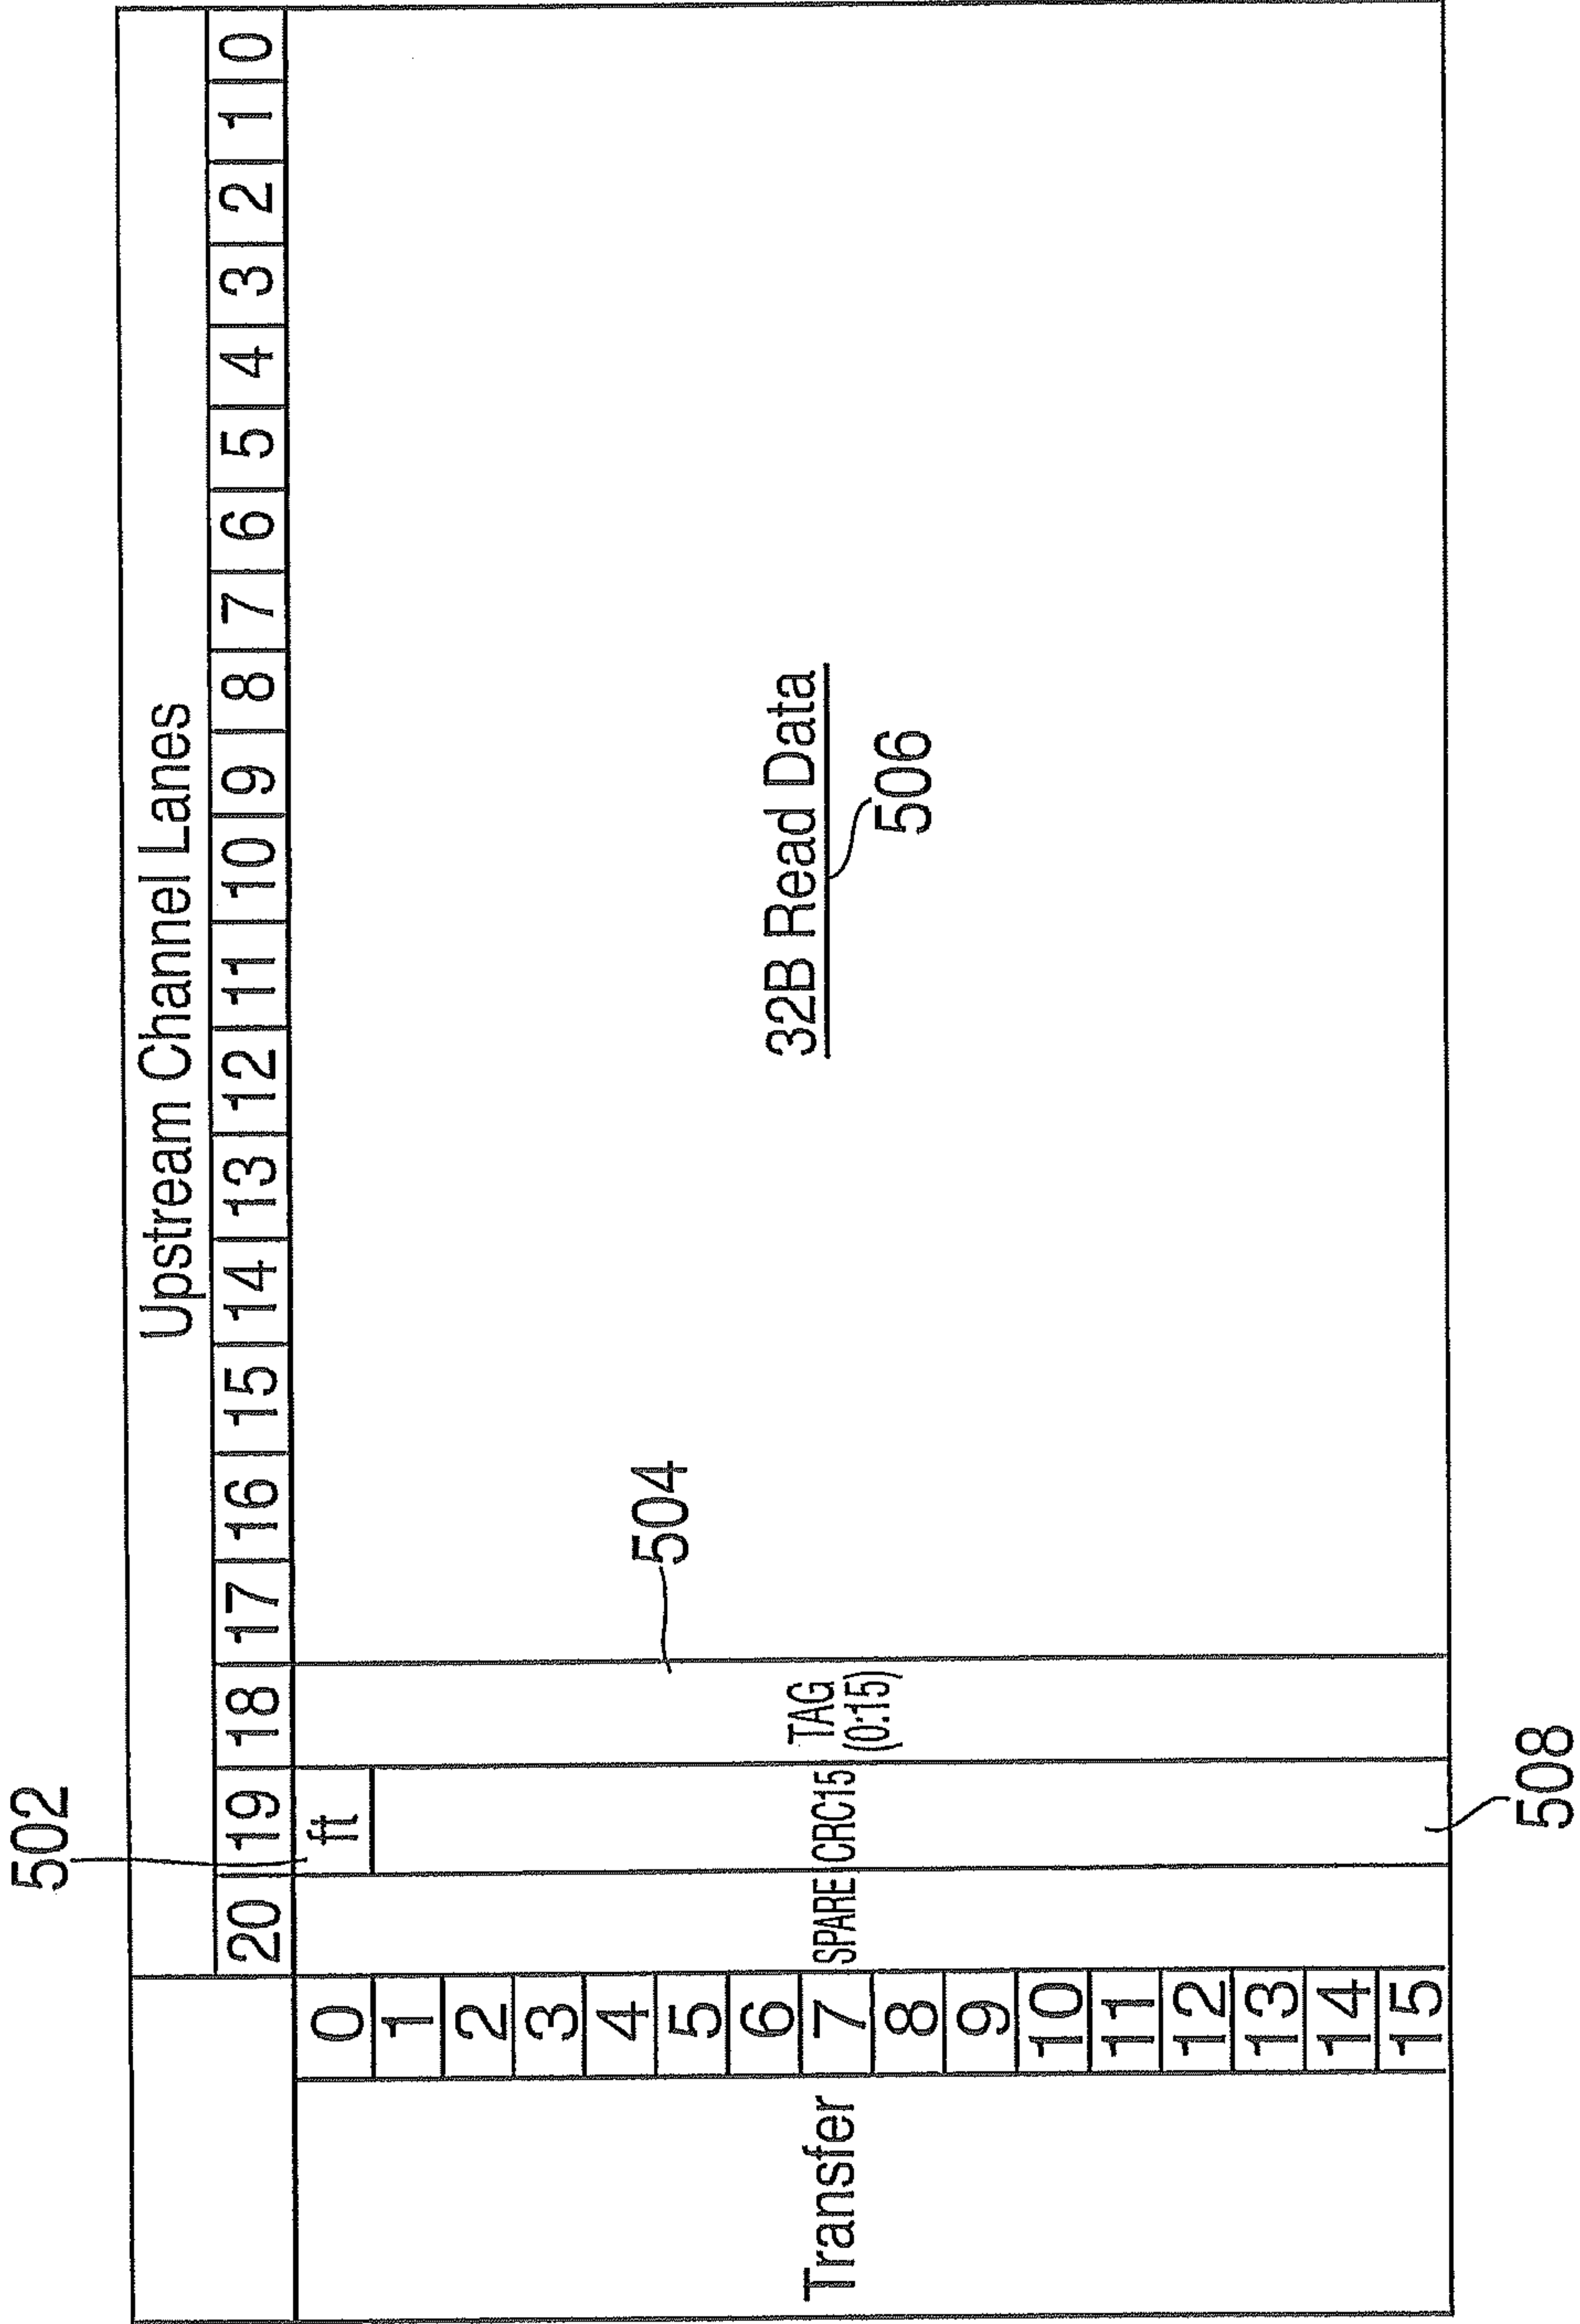 Upstream Channel Lanes
20 19 18 17 16 15 14 13 12 11 10 9 8 7 6 5 4 3 2 1 0
502
ft
504
Transfer
0
1
2
3
4
5
6
7
8
9
10
11
12
13
14
15
SPARE
CRC15
TAG
(0:15)
32B Read Data
506
508